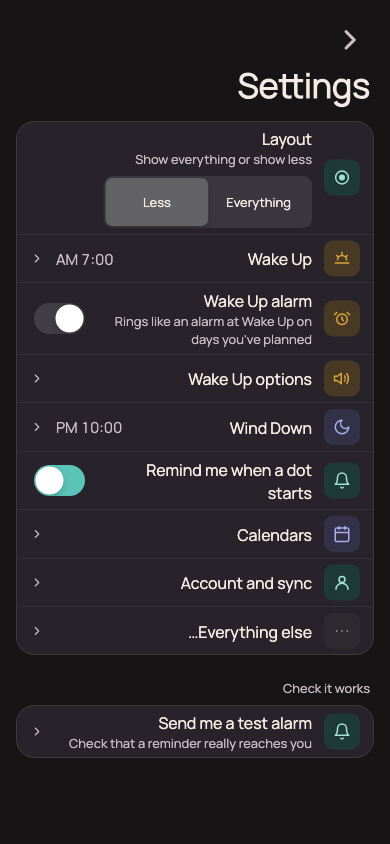 Settings
Layout
Show everything or show less
Everything
Less
Wake Up
AM 7:00
Wake Up alarm
Rings like an alarm at Wake Up on
days you've planned
Wake Up options
Wind Down
PM 10:00
Remind me when a dot
starts
Calendars
Account and sync
...Everything else
Check it works
Send me a test alarm
Check that a reminder really reaches you